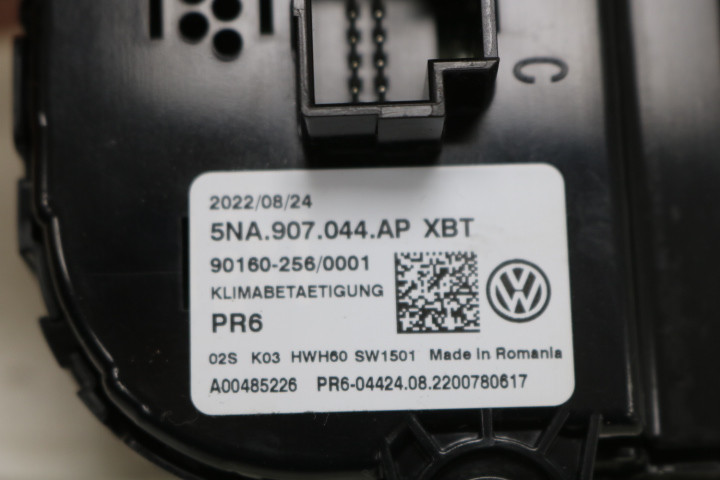 C
2022/08/24
5NA.907.044.AP XBT
90160-256/0001
KLIMABETAETIGUNG
PR6
02S K03 HWH60 SW1501 Made in Romania
A00485226 PR6-04424.08.2200780617